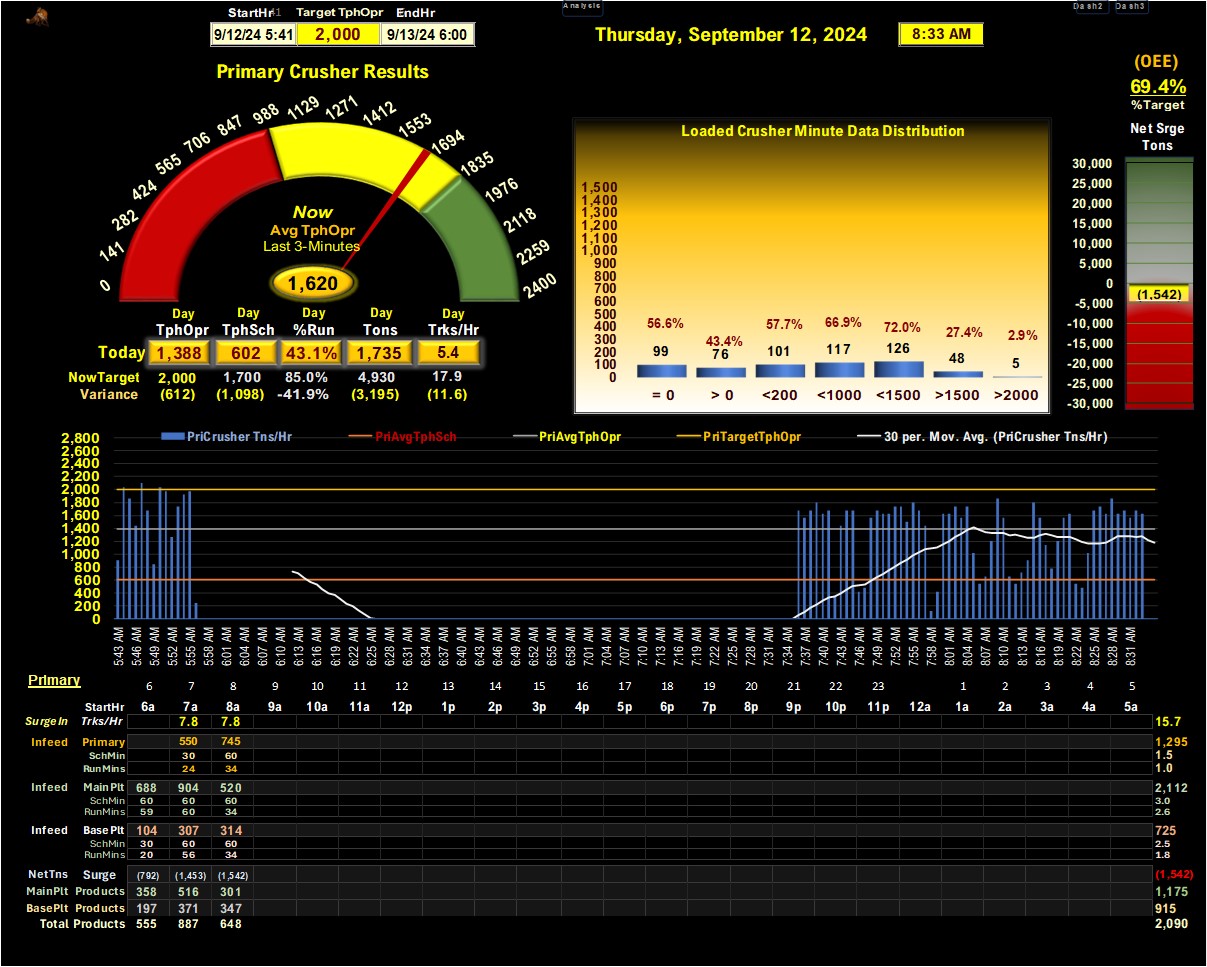 Analysis Dash2 Dash3
StartHr 41 Target TphOpr EndHr
9/12/24 5:41 2,000 9/13/24 6:00
Thursday, September 12, 2024 8:33 AM
Primary Crusher Results
(OEE)
69.4%
%Target
Net Srge
Tons
30,000
25,000
20,000
15,000
10,000
5,000
0
(1,542)
-5,000
-10,000
-15,000
-20,000
-25,000
-30,000
0 141 282 424 565 706 847 988 1129 1271 1412 1553 1694 1835 1976 2118 2259 2400
Now
Avg TphOpr
Last 3-Minutes
1,620
Day Day Day Day Day
TphOpr TphSch %Run Tons Trks/Hr
Today 1,388 602 43.1% 1,735 5.4
NowTarget 2,000 1,700 85.0% 4,930 17.9
Variance (612) (1,098) -41.9% (3,195) (11.6)
Loaded Crusher Minute Data Distribution
1,500
1,400
1,300
1,200
1,100
1,000
900
800
700
600
500
400
300
200
100
0
56.6% 43.4% 57.7% 66.9% 72.0% 27.4% 2.9%
99 76 101 117 126 48 5
= 0 > 0 <200 <1000 <1500 >1500 >2000
PriCrusher Tns/Hr PriAvgTphSch PriAvgTphOpr PriTargetTphOpr 30 per. Mov. Avg. (PriCrusher Tns/Hr)
2,800
2,600
2,400
2,200
2,000
1,800
1,600
1,400
1,200
1,000
800
600
400
200
0
5:43 AM 5:46 AM 5:49 AM 5:52 AM 5:55 AM 5:58 AM 6:01 AM 6:04 AM 6:07 AM 6:10 AM 6:13 AM 6:16 AM 6:19 AM 6:22 AM 6:25 AM 6:28 AM 6:31 AM 6:34 AM 6:37 AM 6:40 AM 6:43 AM 6:46 AM 6:49 AM 6:52 AM 6:55 AM 6:58 AM 7:01 AM 7:04 AM 7:07 AM 7:10 AM 7:13 AM 7:16 AM 7:19 AM 7:22 AM 7:25 AM 7:28 AM 7:31 AM 7:34 AM 7:37 AM 7:40 AM 7:43 AM 7:46 AM 7:49 AM 7:52 AM 7:55 AM 7:58 AM 8:01 AM 8:04 AM 8:07 AM 8:10 AM 8:13 AM 8:16 AM 8:19 AM 8:22 AM 8:25 AM 8:28 AM 8:31 AM
Primary
6 7 8 9 10 11 12 13 14 15 16 17 18 19 20 21 22 23 1 2 3 4 5
StartHr 6a 7a 8a 9a 10a 11a 12p 1p 2p 3p 4p 5p 6p 7p 8p 9p 10p 11p 12a 1a 2a 3a 4a 5a
SurgeIn Trks/Hr 7.8 7.8 15.7
Infeed Primary 550 745 1,295
SchMin 30 60 1.5
RunMins 24 34 1.0
Infeed MainPlt 688 904 520 2,112
SchMin 60 60 60 3.0
RunMins 59 60 34 2.6
Infeed BasePlt 104 307 314 725
SchMin 30 60 60 2.5
RunMins 20 56 34 1.8
NetTns Surge (792) (1,453) (1,542) (1,542)
MainPlt Products 358 516 301 1,175
BasePlt Products 197 371 347 915
Total Products 555 887 648 2,090